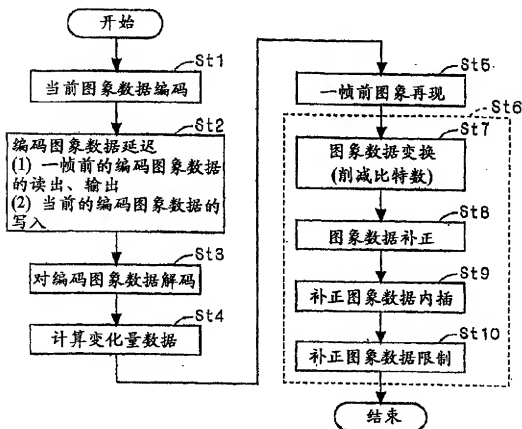 开始
St1
当前图象数据编码
St2
编码图象数据延迟
(1) 一帧前的编码图象数据
的读出、输出
(2) 当前的编码图象数据的
写入
St3
对编码图象数据解码
St4
计算变化量数据
St5
一帧前图象再现
St6
St7
图象数据变换
(削减比特数)
St8
图象数据补正
St9
补正图象数据内插
St10
补正图象数据限制
结束